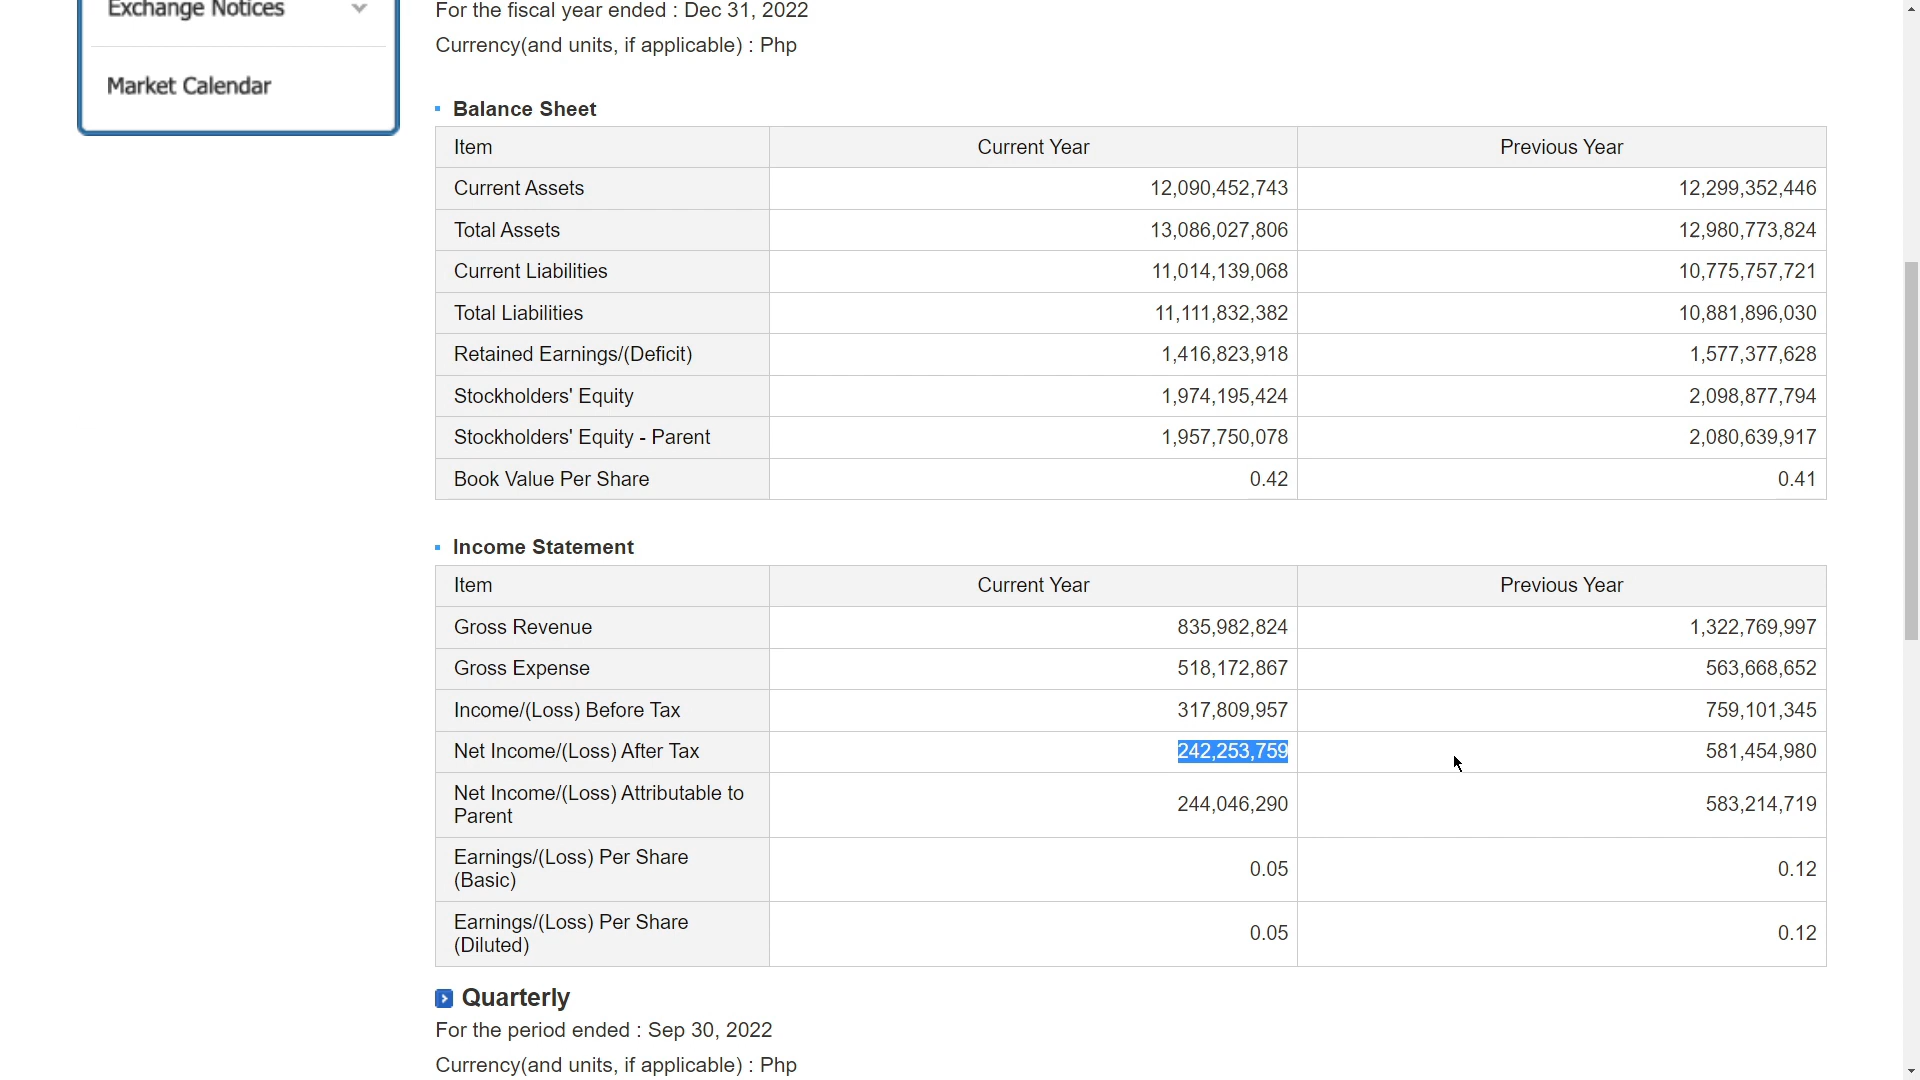 Exchange Notices
Market Calendar
For the fiscal year ended : Dec 31, 2022
Currency(and units, if applicable) : Php
Balance Sheet
Item Current Year Previous Year
Current Assets 12,090,452,743 12,299,352,446
Total Assets 13,086,027,806 12,980,773,824
Current Liabilities 11,014,139,068 10,775,757,721
Total Liabilities 11,111,832,382 10,881,896,030
Retained Earnings/(Deficit) 1,416,823,918 1,577,377,628
Stockholders' Equity 1,974,195,424 2,098,877,794
Stockholders' Equity - Parent 1,957,750,078 2,080,639,917
Book Value Per Share 0.42 0.41
Income Statement
Item Current Year Previous Year
Gross Revenue 835,982,824 1,322,769,997
Gross Expense 518,172,867 563,668,652
Income/(Loss) Before Tax 317,809,957 759,101,345
Net Income/(Loss) After Tax 242,253,759 581,454,980
Net Income/(Loss) Attributable to
Parent 244,046,290 583,214,719
Earnings/(Loss) Per Share
(Basic) 0.05 0.12
Earnings/(Loss) Per Share
(Diluted) 0.05 0.12
Quarterly
For the period ended : Sep 30, 2022
Currency(and units, if applicable) : Php